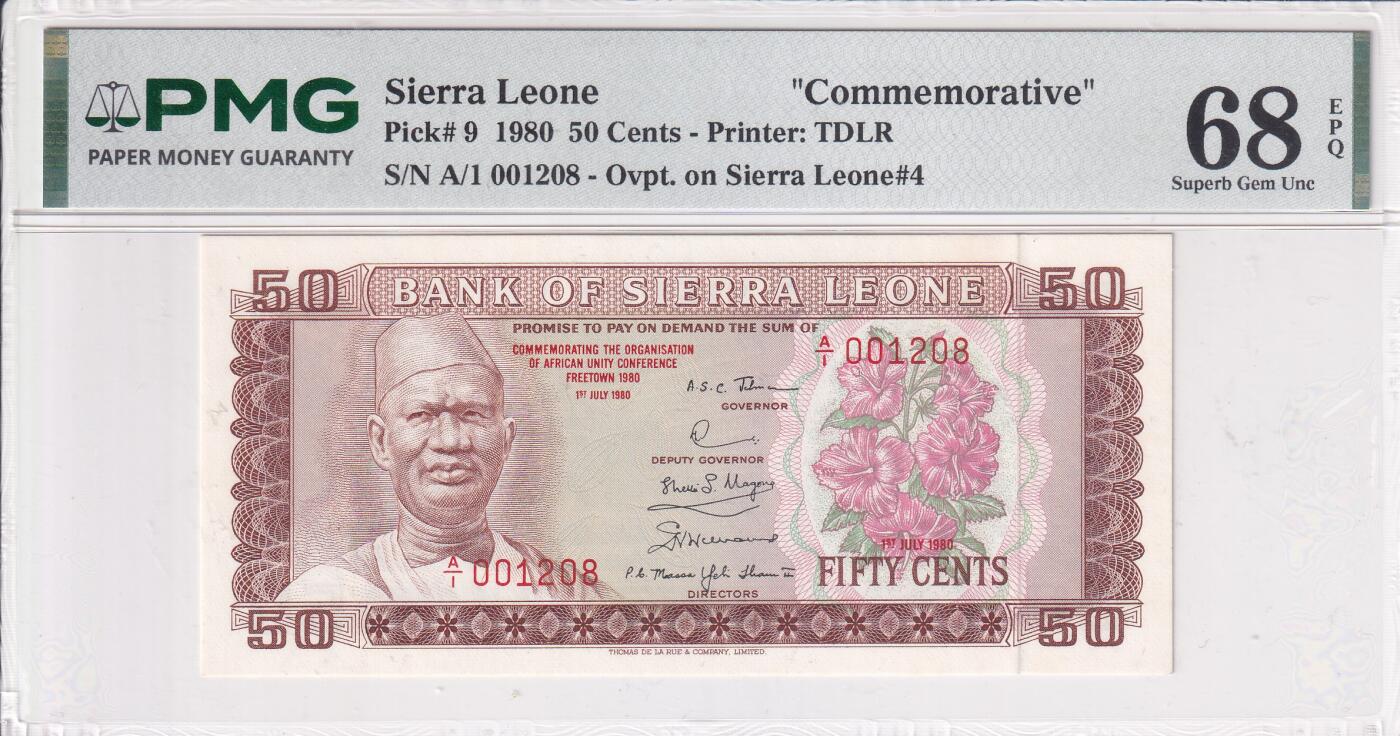 PMG
PAPER MONEY GUARANTY
Sierra Leone "Commemorative"
Pick# 9 1980 50 Cents - Printer: TDLR
S/N A/1 001208 - Ovpt. on Sierra Leone#4
68
EPQ
Superb Gem Unc
50 BANK OF SIERRA LEONE 50
PROMISE TO PAY ON DEMAND THE SUM OF
COMMEMORATING THE ORGANISATION
OF AFRICAN UNITY CONFERENCE
FREETOWN 1980
1ST JULY 1980
A/1 001208
A.S.C.
GOVERNOR
DEPUTY GOVERNOR
1ST JULY 1980
A/1 001208
FIFTY CENTS
DIRECTORS
50 50
THOMAS DE LA RUE & COMPANY, LIMITED.